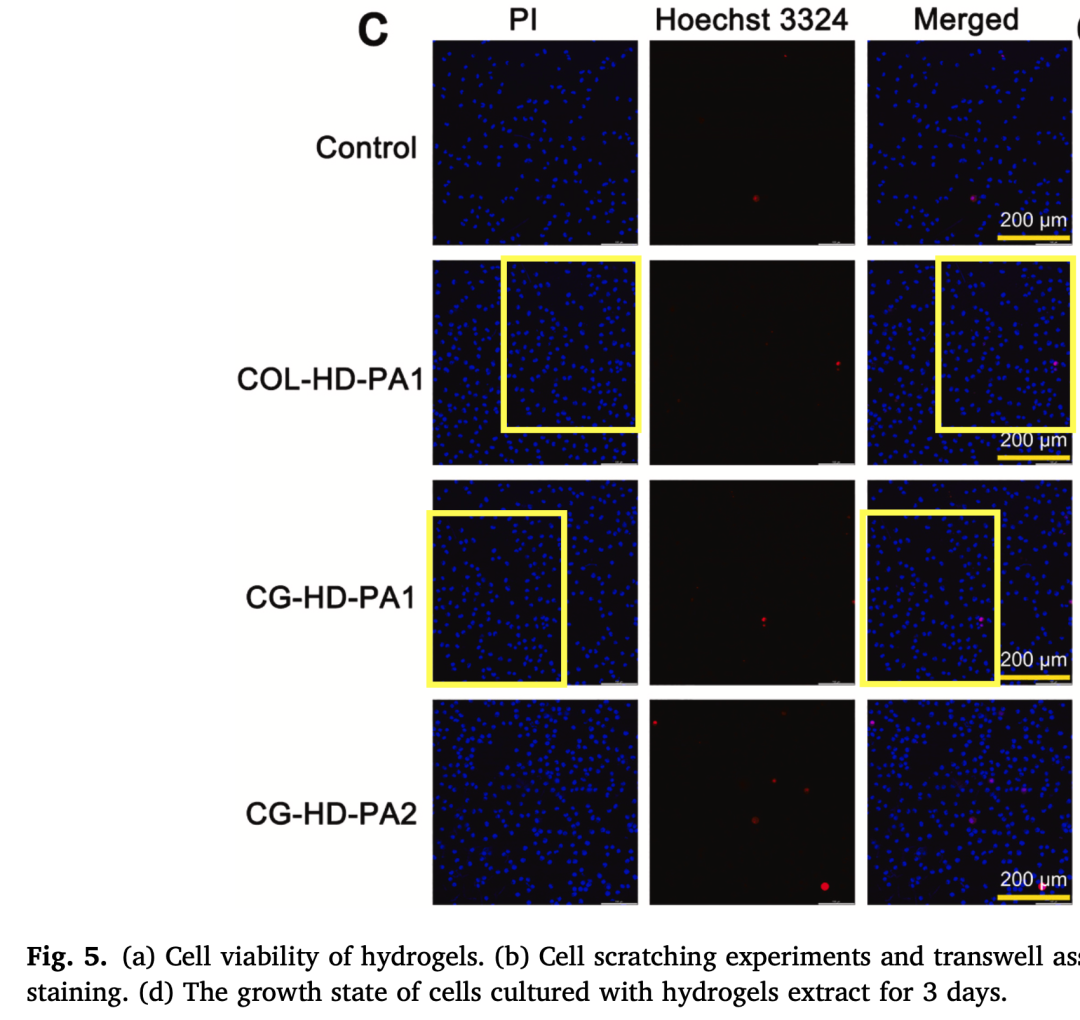 C PI Hoechst 3324 Merged
Control
200 µm
COL-HD-PA1
200 µm
CG-HD-PA1
200 µm
CG-HD-PA2
200 µm
Fig. 5. (a) Cell viability of hydrogels. (b) Cell scratching experiments and transwell
staining. (d) The growth state of cells cultured with hydrogels extract for 3 days.